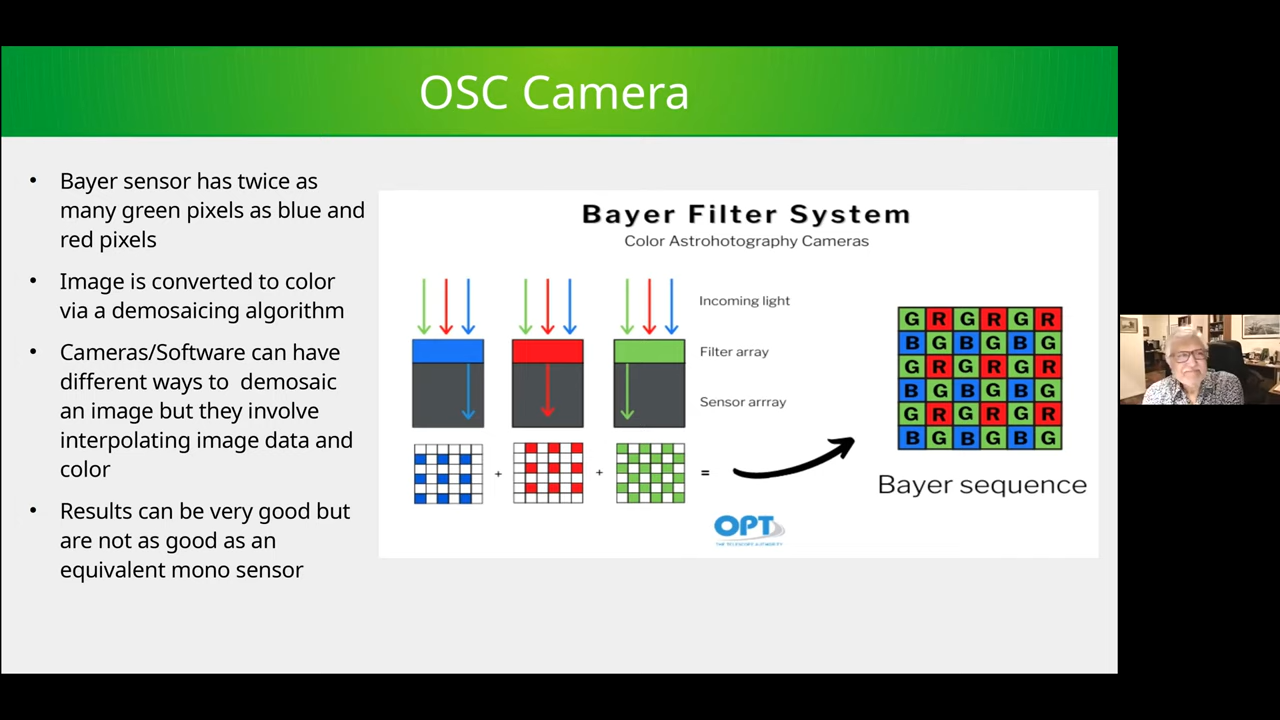 OSC Camera
• Bayer sensor has twice as
many green pixels as blue and
red pixels
• Image is converted to color
via a demosaicing algorithm
• Cameras/Software can have
different ways to  demosaic
an image but they involve
interpolating image data and
color
• Results can be very good but
are not as good as an
equivalent mono sensor
Bayer Filter System
Color Astrohotography Cameras
Incoming light
Filter array
Sensor arrray
+ + =
OPT
G R G R G R
B G B G B G
G R G R G R
B G B G B G
G R G R G R
B G B G B G
Bayer sequence